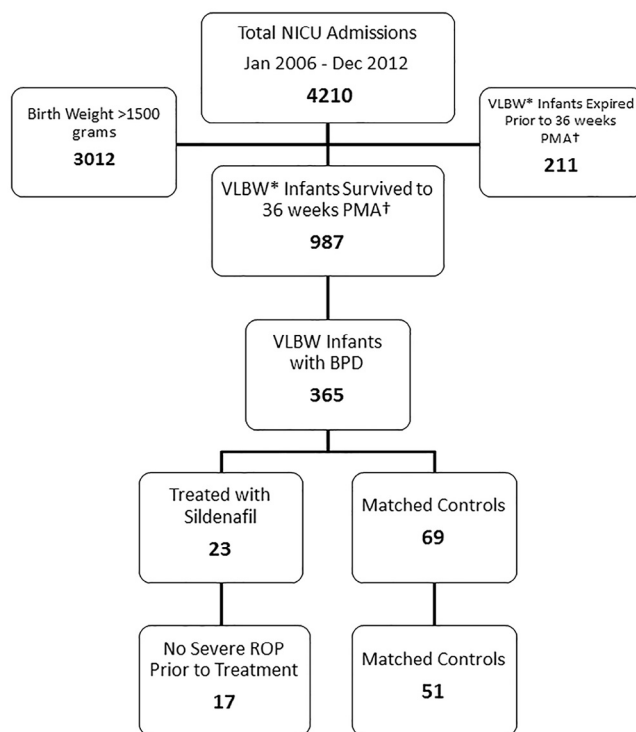 Total NICU Admissions
Jan 2006 - Dec 2012
4210
Birth Weight >1500
grams
3012
VLBW* Infants Expired
Prior to 36 weeks
PMA†
211
VLBW* Infants Survived to
36 weeks PMA†
987
VLBW Infants
with BPD
365
Treated with
Sildenafil
23
Matched Controls
69
No Severe ROP
Prior to Treatment
17
Matched Controls
51